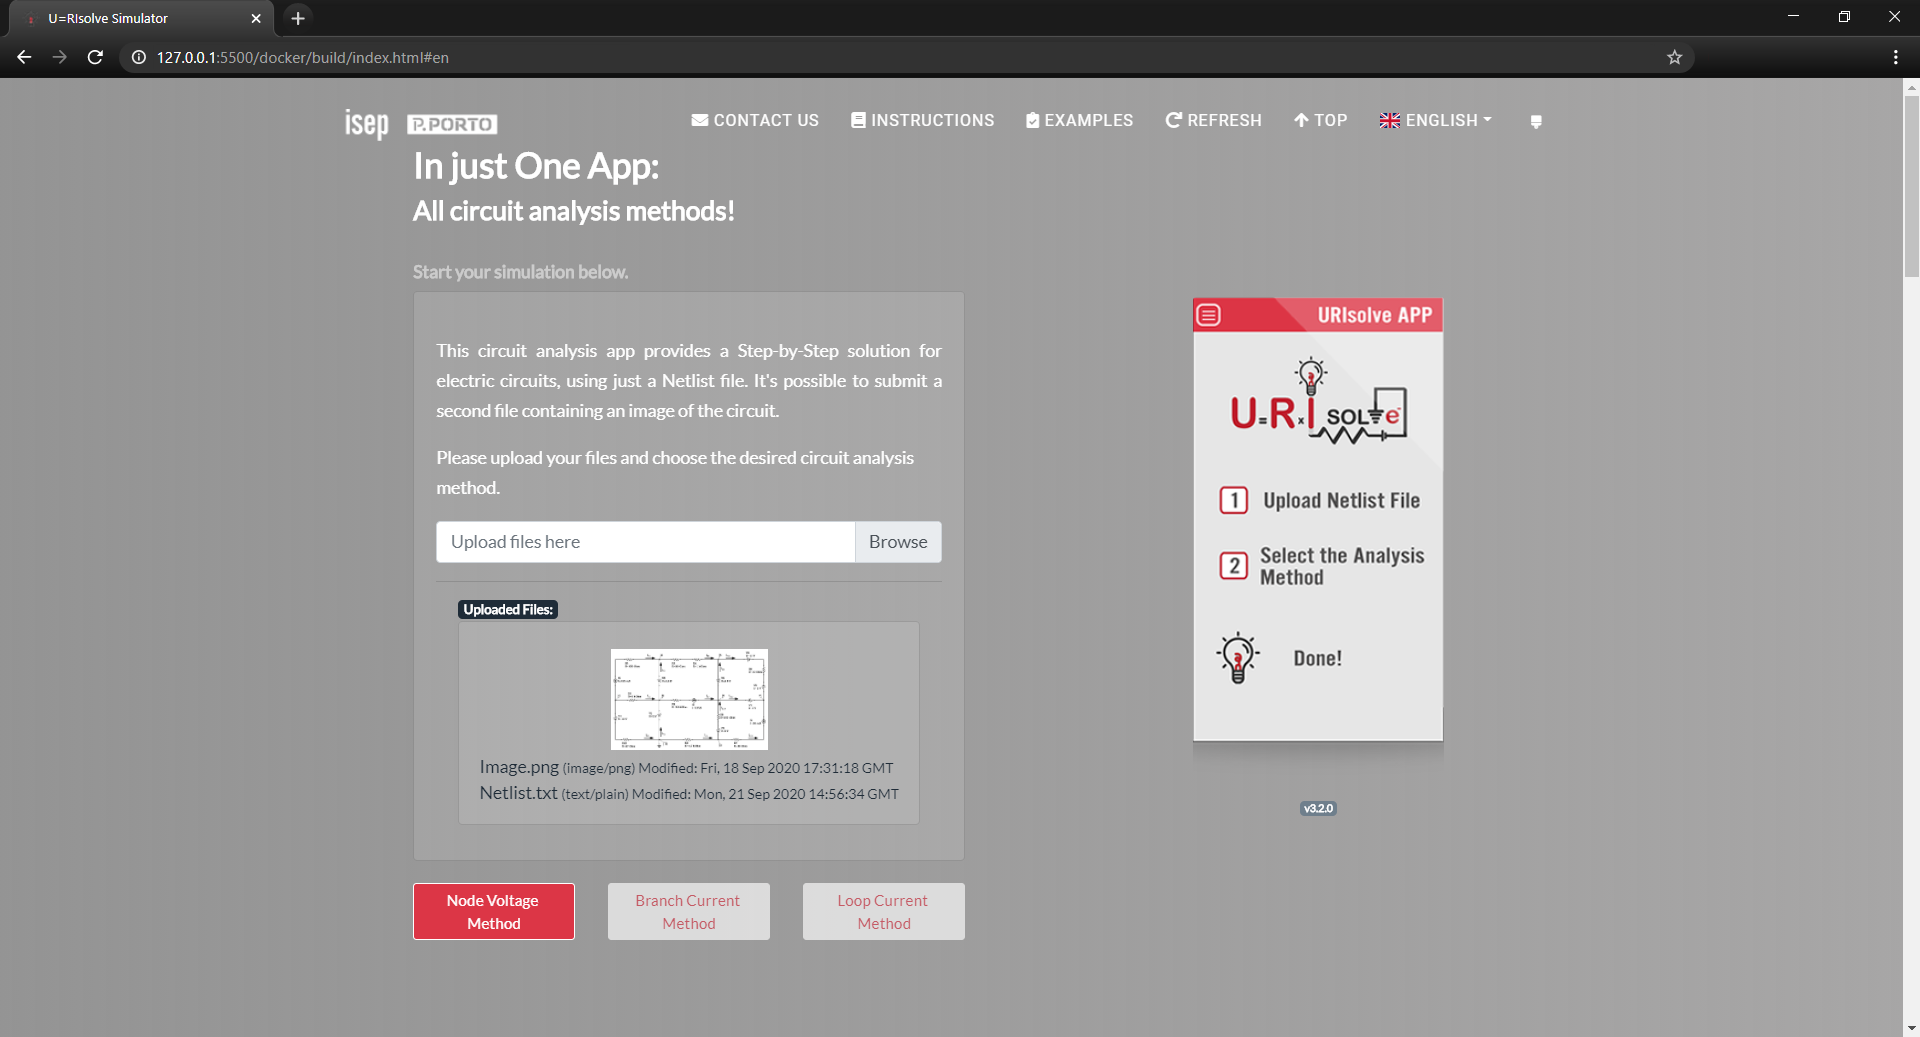 U=RIsolve Simulator
127.0.0.1:5500/docker/build/index.html#en
isep P.PORTO
CONTACT US
INSTRUCTIONS
EXAMPLES
REFRESH
TOP
ENGLISH
In just One App:
All circuit analysis methods!
Start your simulation below.
This circuit analysis app provides a Step-by-Step solution for
electric circuits, using just a Netlist file. It's possible to submit a
second file containing an image of the circuit.
Please upload your files and choose the desired circuit analysis
method.
Upload files here
Browse
Uploaded Files:
Image.png (image/png) Modified: Fri, 18 Sep 2020 17:31:18 GMT
Netlist.txt (text/plain) Modified: Mon, 21 Sep 2020 14:56:34 GMT
Node Voltage
Method
Branch Current
Method
Loop Current
Method
URIsolve APP
U=R×I SOLVe
1 Upload Netlist File
2 Select the Analysis
Method
Done!
v3.2.0